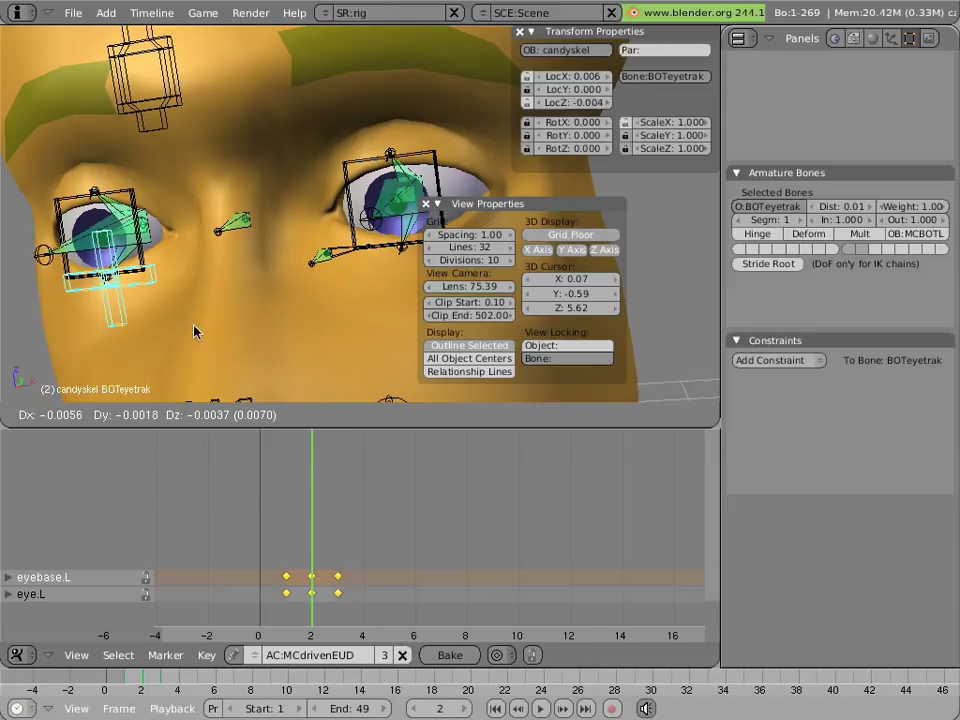 File Add Timeline Game Render Help SR:rig SCE:Scene www.blender.org 244.1 Bo:1-269 | Mem:20.42M (0.33M)
Panels
Transform Properties
OB: candyskel Par:
LocX: 0.006 Bone:BOTeyetrak
LocY: 0.000
LocZ: -0.004
RotX: 0.000 ScaleX: 1.000
RotY: 0.000 ScaleY: 1.000
RotZ: 0.000 ScaleZ: 1.000
View Properties
Grid: 3D Display:
Spacing: 1.00 Grid Floor
Lines: 32 X Axis Y Axis Z Axis
Divisions: 10 3D Cursor:
View Camera: X: 0.07
Lens: 75.39 Y: -0.59
Clip Start: 0.10 Z: 5.62
Clip End: 502.00
Display: View Locking:
Outline Selected Object:
All Object Centers Bone:
Relationship Lines
Armature Bones
Selected Bones
O:BOTeyetrak Dist: 0.01 Weight: 1.00
Segm: 1 In: 1.000 Out: 1.000
Hinge Deform Mult OB:MCBOTL
Stride Root (DoF only for IK chains)
Constraints
Add Constraint To Bone: BOTeyetrak
z x
(2) candyskel BOTeyetrak
Dx: -0.0056 Dy: -0.0018 Dz: -0.0037 (0.0070)
eyebase.L
eye.L
-6 -4 -2 0 2 4 6 8 10 12 14 16
View Select Marker Key AC:MCdrivenEUD 3 Bake
-4 -2 0 2 4 6 8 10 12 14 16 18 20 22 24 26 28 30 32 34 36 38 40 42 44 46
View Frame Playback Pr Start: 1 End: 49 2